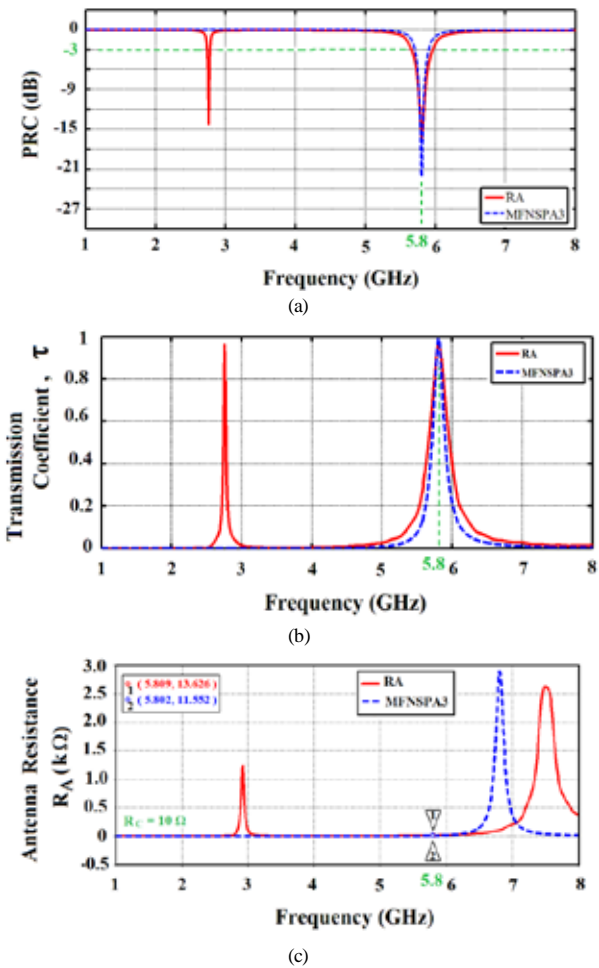 0
-3
-9
-15
-21
-27
PRC (dB)
RA
MFNSPA3
1 2 3 4 5 5.8 6 7 8
Frequency (GHz)
(a)
1
0.8
0.6
0.4
0.2
0
Transmission
Coefficient , τ
RA
MFNSPA3
1 2 3 4 5 5.8 6 7 8
Frequency (GHz)
(b)
3.0
2.5
2.0
1.5
1.0
0.5
0
-0.5
Antenna Resistance
R_A (kΩ)
1 ( 5.809, 13.626)
2 ( 5.802, 11.552)
RA
MFNSPA3
R_C = 10 Ω
1 2 3 4 5 5.8 6 7 8
Frequency (GHz)
(c)